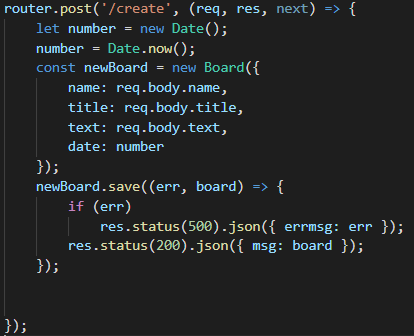 router.post('/create', (req, res, next) => {
    let number = new Date();
    number = Date.now();
    const newBoard = new Board({
        name: req.body.name,
        title: req.body.title,
        text: req.body.text,
        date: number
    });
    newBoard.save((err, board) => {
        if (err)
            res.status(500).json({ errmsg: err });
        res.status(200).json({ msg: board });
    });
});